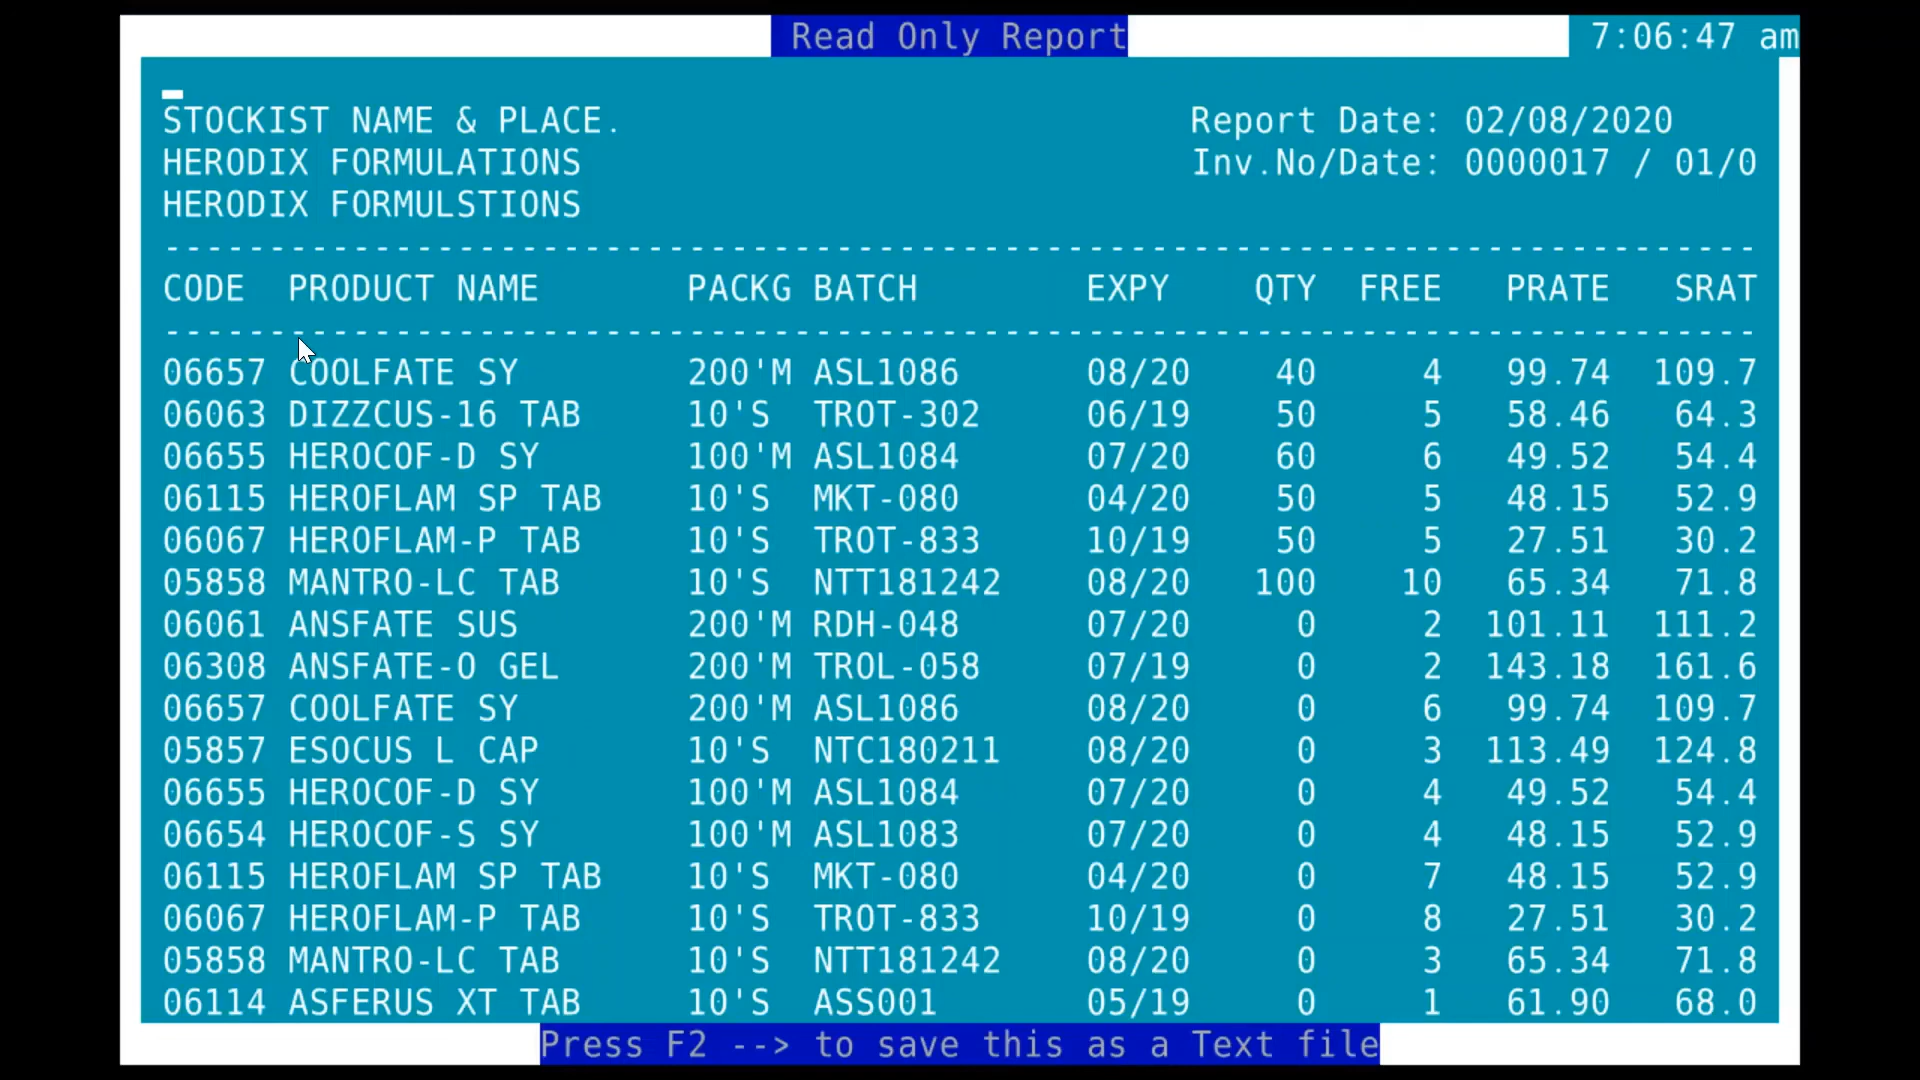 Read Only Report 7:06:47 am
STOCKIST NAME & PLACE. Report Date: 02/08/2020
HERODIX FORMULATIONS Inv.No/Date: 0000017 / 01/0
HERODIX FORMULSTIONS
----------------------------------------------------------------------------
CODE PRODUCT NAME PACKG BATCH EXPY QTY FREE PRATE SRAT
----------------------------------------------------------------------------
06657 COOLFATE SY 200'M ASL1086 08/20 40 4 99.74 109.7
06063 DIZZCUS-16 TAB 10'S TROT-302 06/19 50 5 58.46 64.3
06655 HEROCOF-D SY 100'M ASL1084 07/20 60 6 49.52 54.4
06115 HEROFLAM SP TAB 10'S MKT-080 04/20 50 5 48.15 52.9
06067 HEROFLAM-P TAB 10'S TROT-833 10/19 50 5 27.51 30.2
05858 MANTRO-LC TAB 10'S NTT181242 08/20 100 10 65.34 71.8
06061 ANSFATE SUS 200'M RDH-048 07/20 0 2 101.11 111.2
06308 ANSFATE-O GEL 200'M TROL-058 07/19 0 2 143.18 161.6
06657 COOLFATE SY 200'M ASL1086 08/20 0 6 99.74 109.7
05857 ESOCUS L CAP 10'S NTC180211 08/20 0 3 113.49 124.8
06655 HEROCOF-D SY 100'M ASL1084 07/20 0 4 49.52 54.4
06654 HEROCOF-S SY 100'M ASL1083 07/20 0 4 48.15 52.9
06115 HEROFLAM SP TAB 10'S MKT-080 04/20 0 7 48.15 52.9
06067 HEROFLAM-P TAB 10'S TROT-833 10/19 0 8 27.51 30.2
05858 MANTRO-LC TAB 10'S NTT181242 08/20 0 3 65.34 71.8
06114 ASFERUS XT TAB 10'S ASS001 05/19 0 1 61.90 68.0
Press F2 --> to save this as a Text file